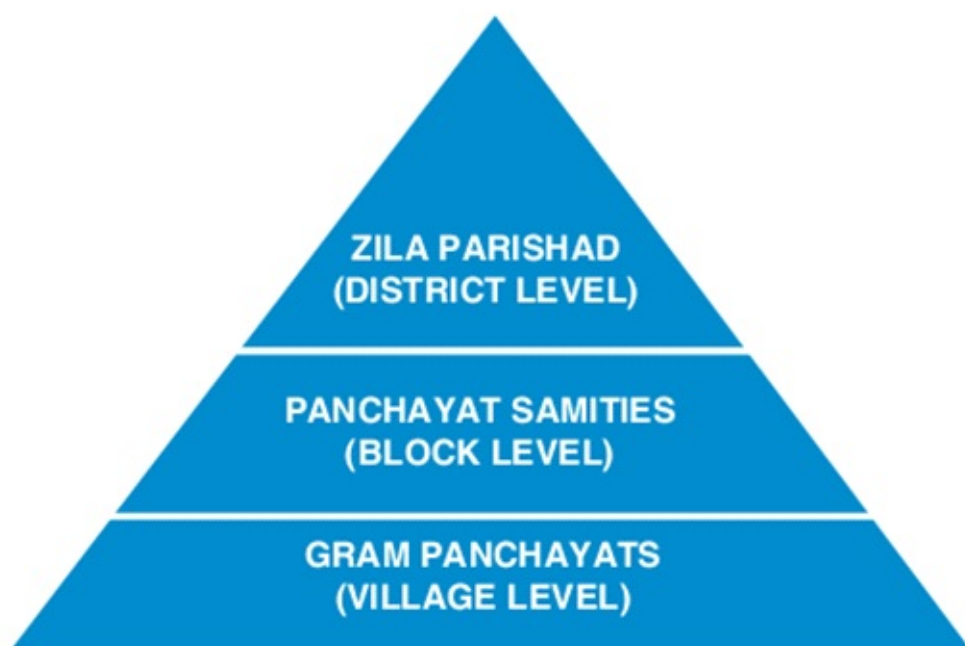 ZILA PARISHAD
(DISTRICT LEVEL)
PANCHAYAT SAMITIES
(BLOCK LEVEL)
GRAM PANCHAYATS
(VILLAGE LEVEL)